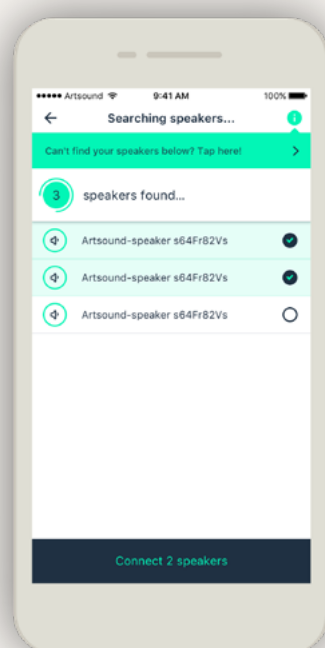 Artsound 9:41 AM 100%
Searching speakers...
Can't find your speakers below? Tap here!
3 speakers found...
Artsound-speaker s64Fr82Vs
Artsound-speaker s64Fr82Vs
Artsound-speaker s64Fr82Vs
Connect 2 speakers